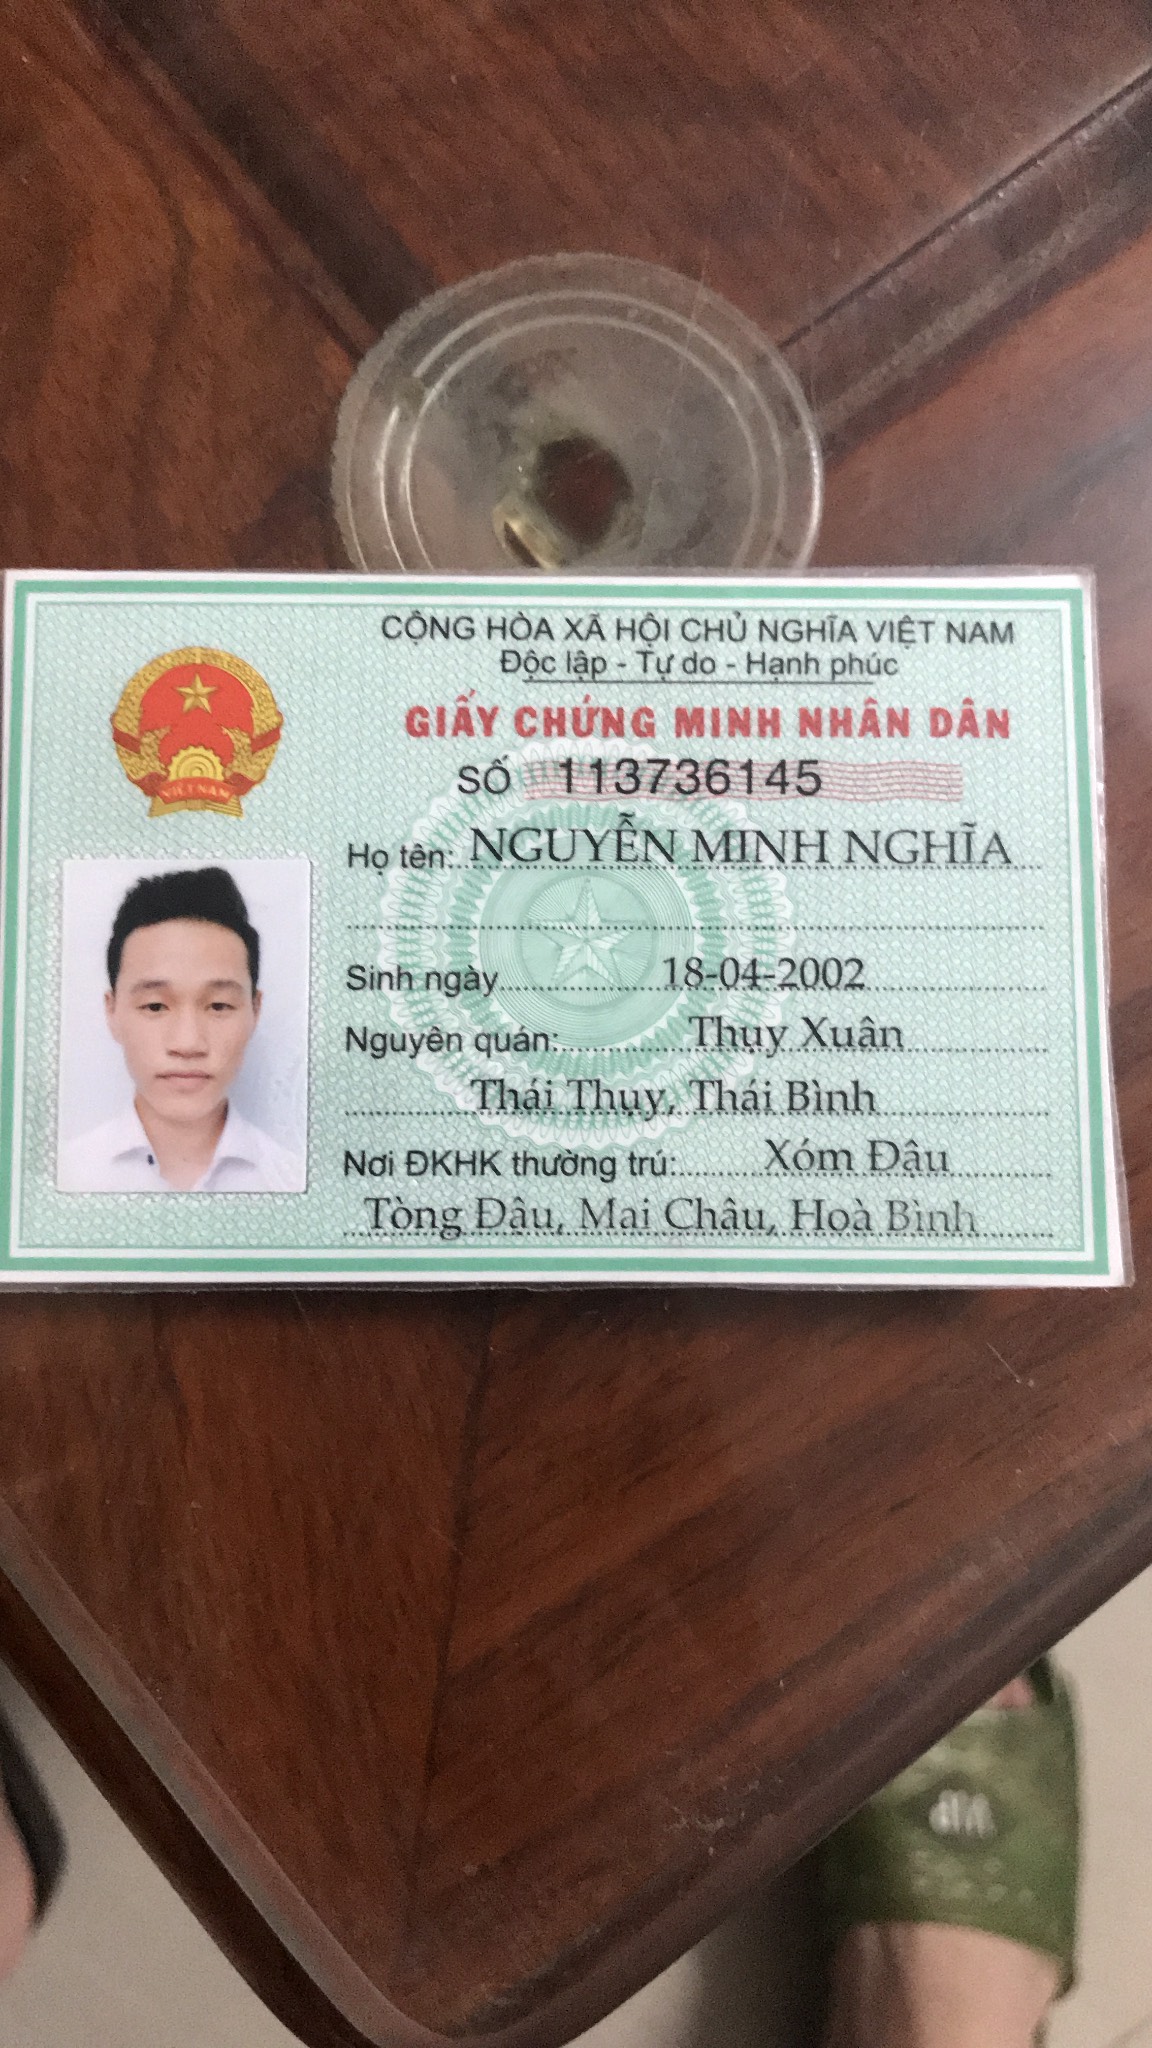 CỘNG HÒA XÃ HỘI CHỦ NGHĨA VIỆT NAM
Độc lập - Tự do - Hạnh phúc
GIẤY CHỨNG MINH NHÂN DÂN
SỐ 113736145
Họ tên: NGUYỄN MINH NGHĨA
Sinh ngày 18-04-2002
Nguyên quán: Thụy Xuân
Thái Thụy, Thái Bình
Nơi ĐKHK thường trú: Xóm Đậu
Tòng Đậu, Mai Châu, Hoà Bình
VIỆT NAM
VIP